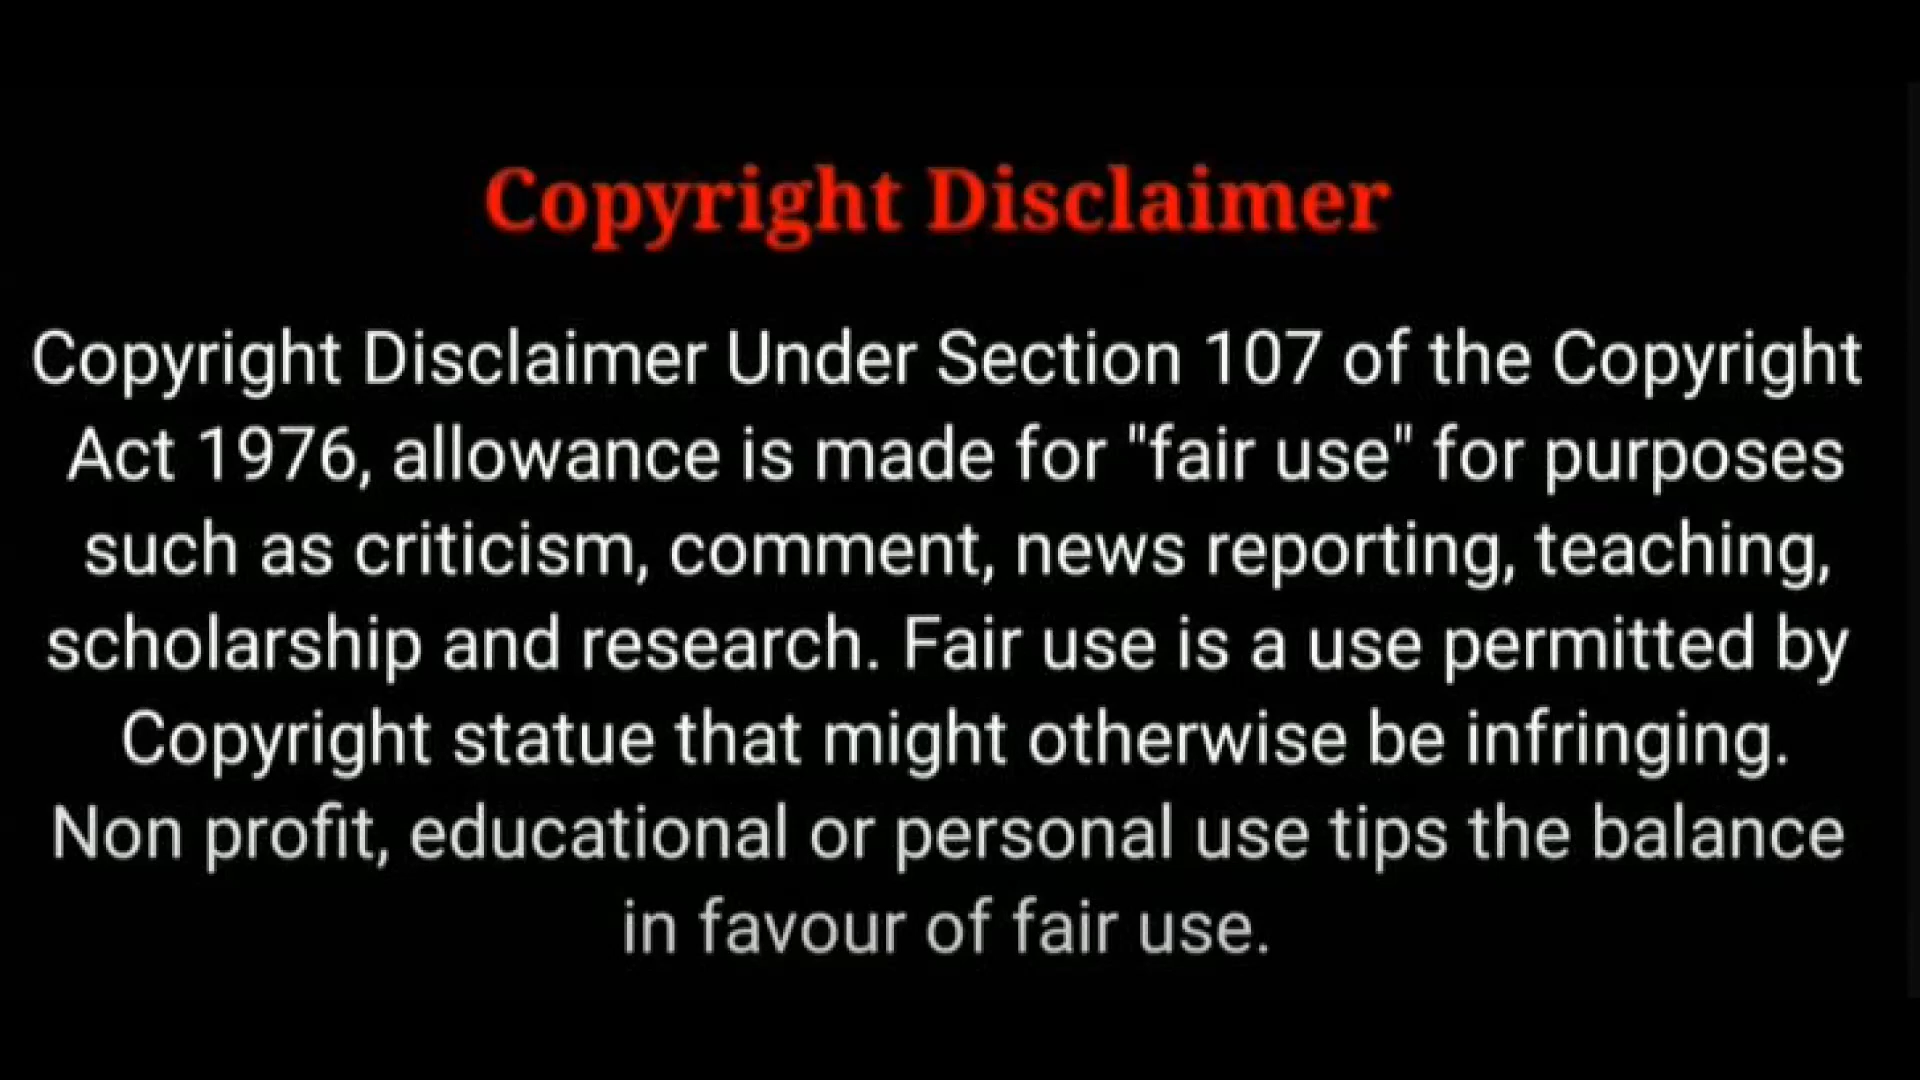 Copyright Disclaimer
Copyright Disclaimer Under Section 107 of the Copyright
Act 1976, allowance is made for "fair use" for purposes
such as criticism, comment, news reporting, teaching,
scholarship and research. Fair use is a use permitted by
Copyright statue that might otherwise be infringing.
Non profit, educational or personal use tips the balance
in favour of fair use.